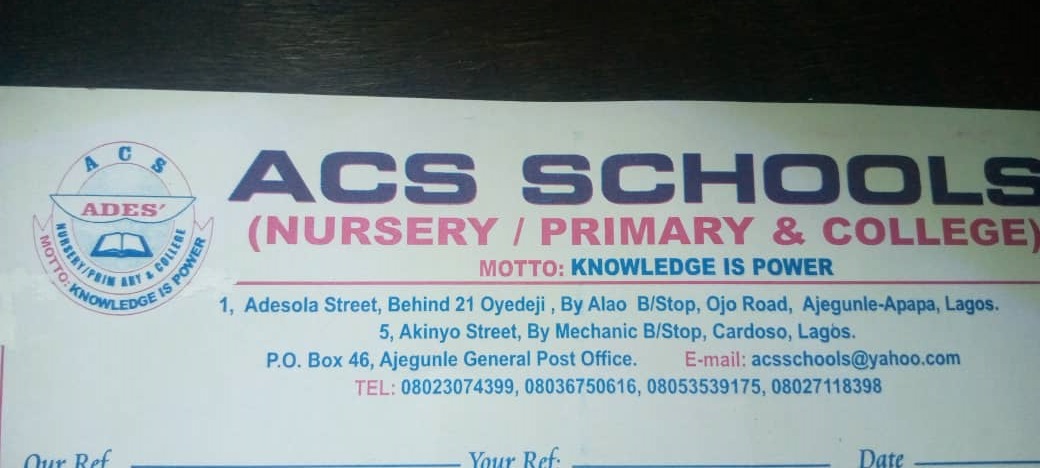 A C S
ADES'
NURSERY/PRIM ARY & COLLEGE
MOTTO: KNOWLEDGE IS POWER
ACS SCHOOLS
(NURSERY / PRIMARY & COLLEGE)
MOTTO: KNOWLEDGE IS POWER
1, Adesola Street, Behind 21 Oyedeji , By Alao B/Stop, Ojo Road, Ajegunle-Apapa, Lagos.
5, Akinyo Street, By Mechanic B/Stop, Cardoso, Lagos.
P.O. Box 46, Ajegunle General Post Office. E-mail: acsschools@yahoo.com
TEL: 08023074399, 08036750616, 08053539175, 08027118398
Our Ref Your Ref: Date